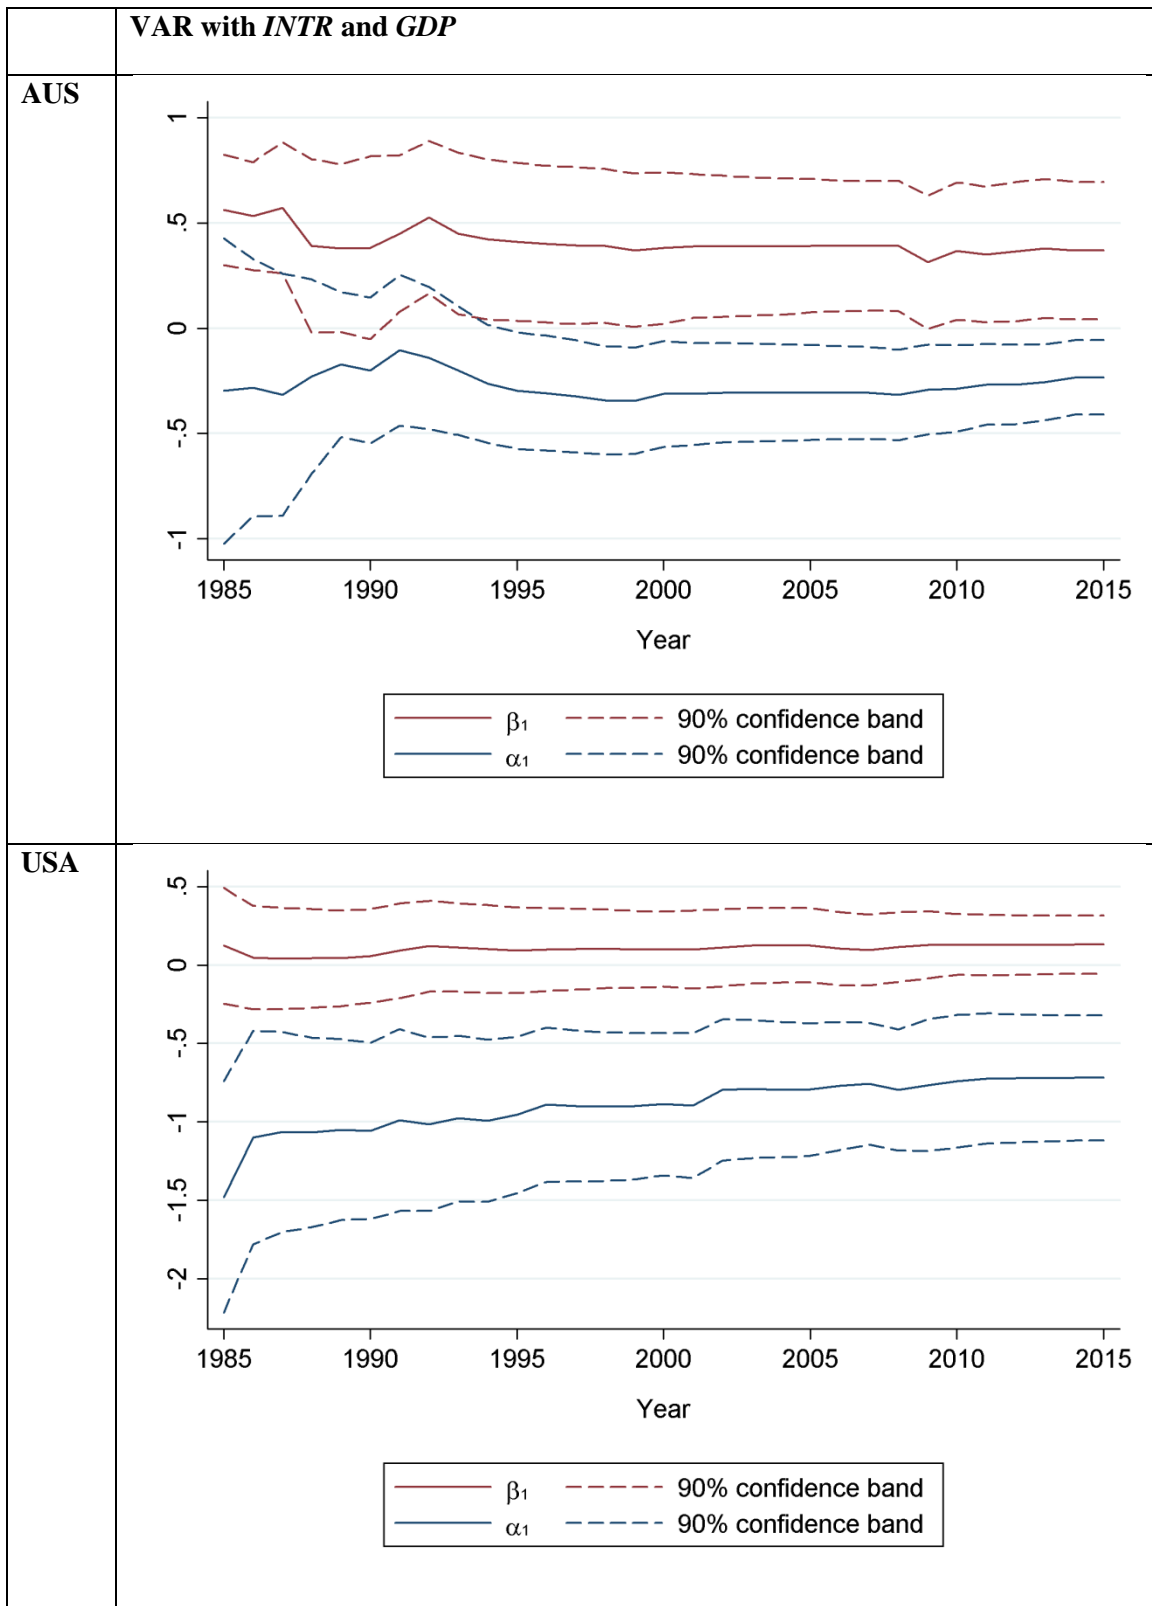 VAR with INTR and GDP
AUS
1
.5
0
-.5
-1
1985 1990 1995 2000 2005 2010 2015
Year
β₁ 90% confidence band
α₁ 90% confidence band
USA
.5
0
-.5
-1
-1.5
-2
1985 1990 1995 2000 2005 2010 2015
Year
β₁ 90% confidence band
α₁ 90% confidence band